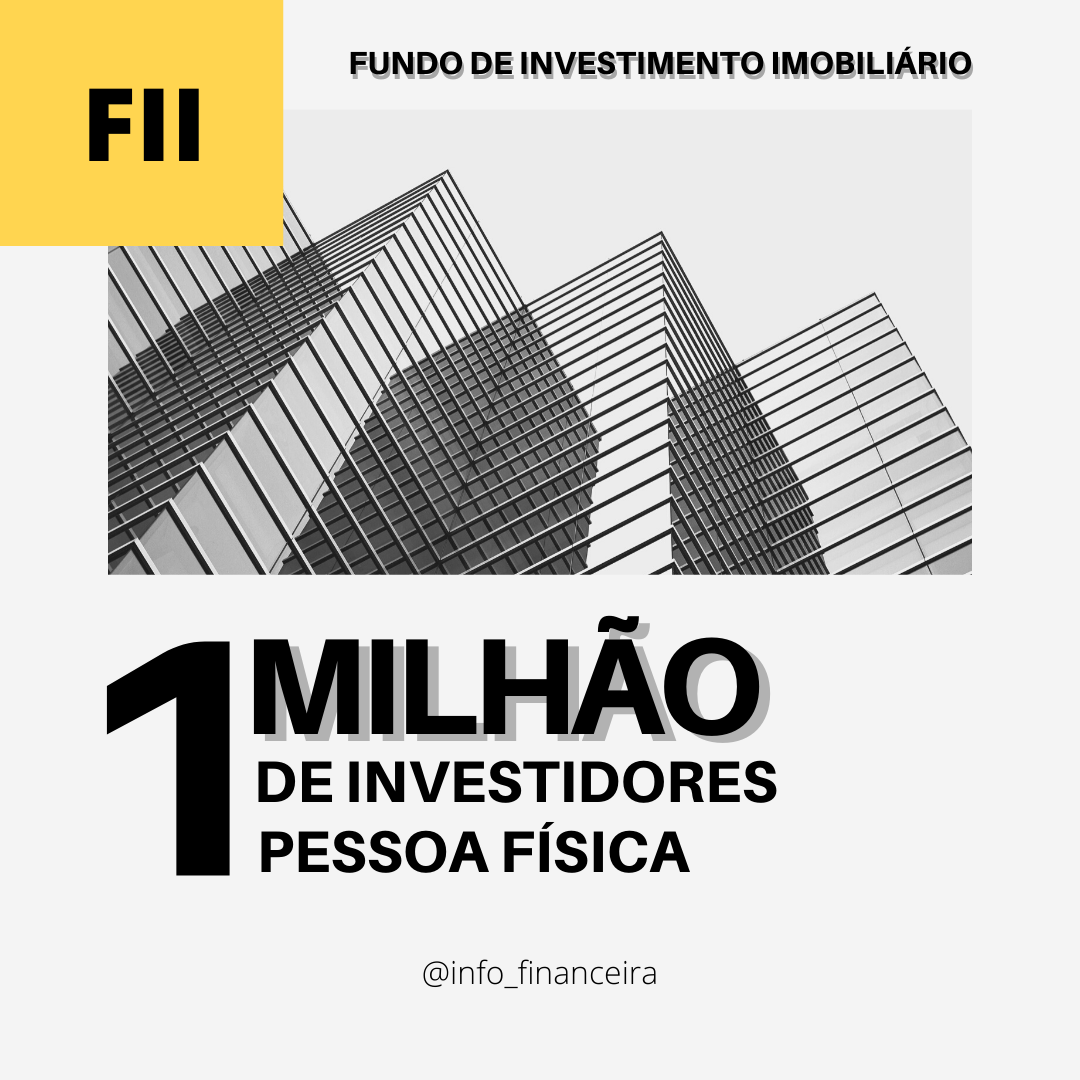 FII
FUNDO DE INVESTIMENTO IMOBILIÁRIO
1 MILHÃO
DE INVESTIDORES
PESSOA FÍSICA
@info_financeira